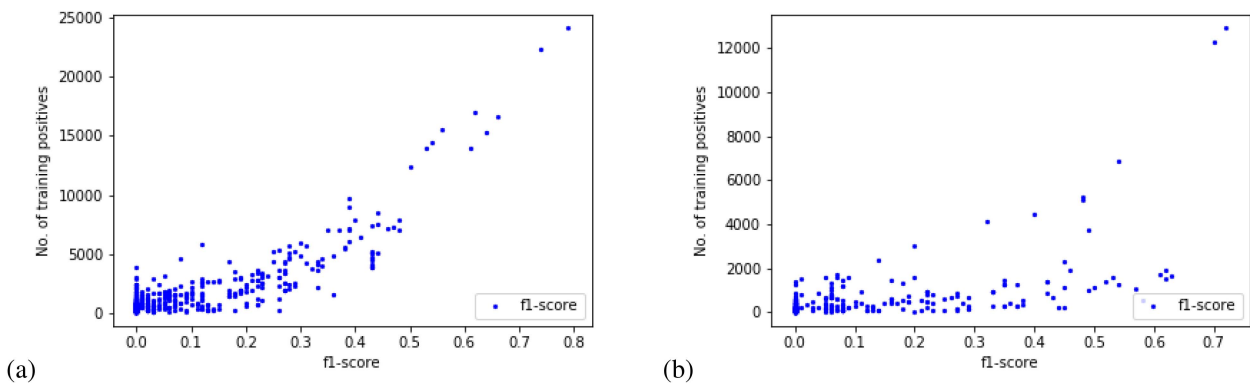 25000
20000
15000
10000
5000
0
No. of training positives
0.0 0.1 0.2 0.3 0.4 0.5 0.6 0.7 0.8
f1-score
f1-score
(a)
12000
10000
8000
6000
4000
2000
0
No. of training positives
0.0 0.1 0.2 0.3 0.4 0.5 0.6 0.7
f1-score
f1-score
(b)